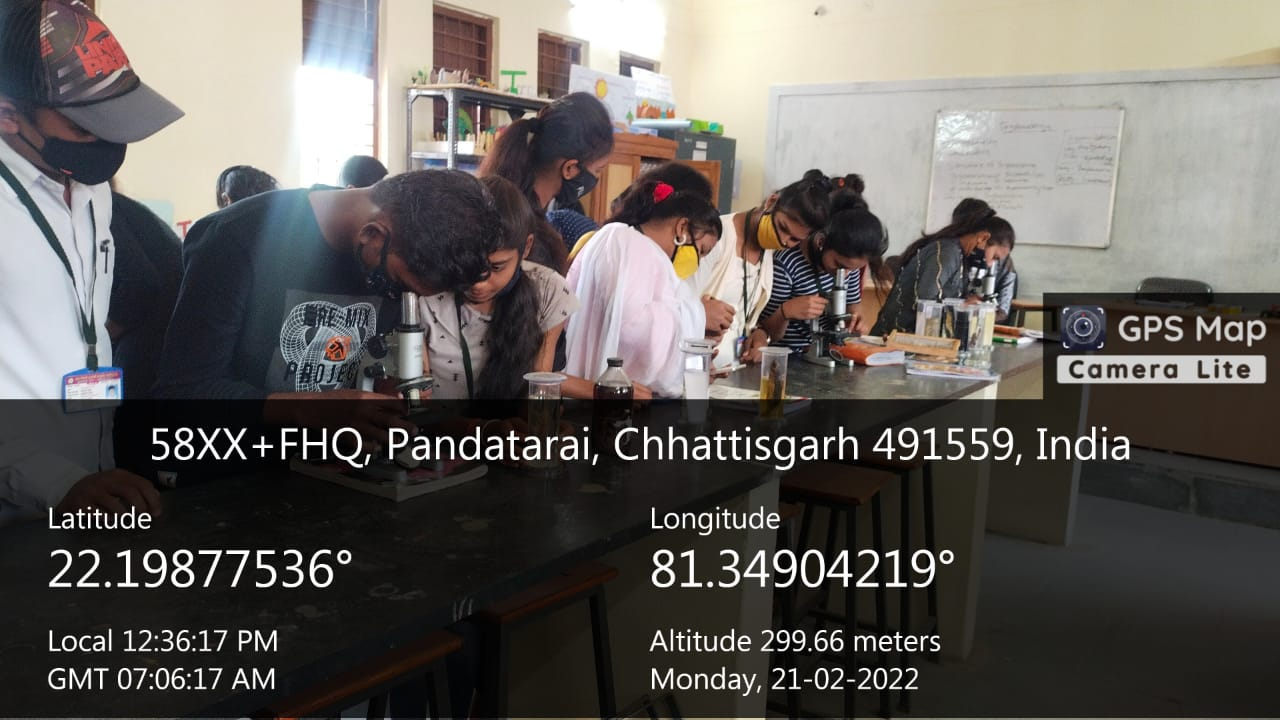 GPS Map
Camera Lite
58XX+FHQ, Pandatarai, Chhattisgarh 491559, India
Latitude
22.19877536°
Longitude
81.34904219°
Local 12:36:17 PM
GMT 07:06:17 AM
Altitude 299.66 meters
Monday, 21-02-2022